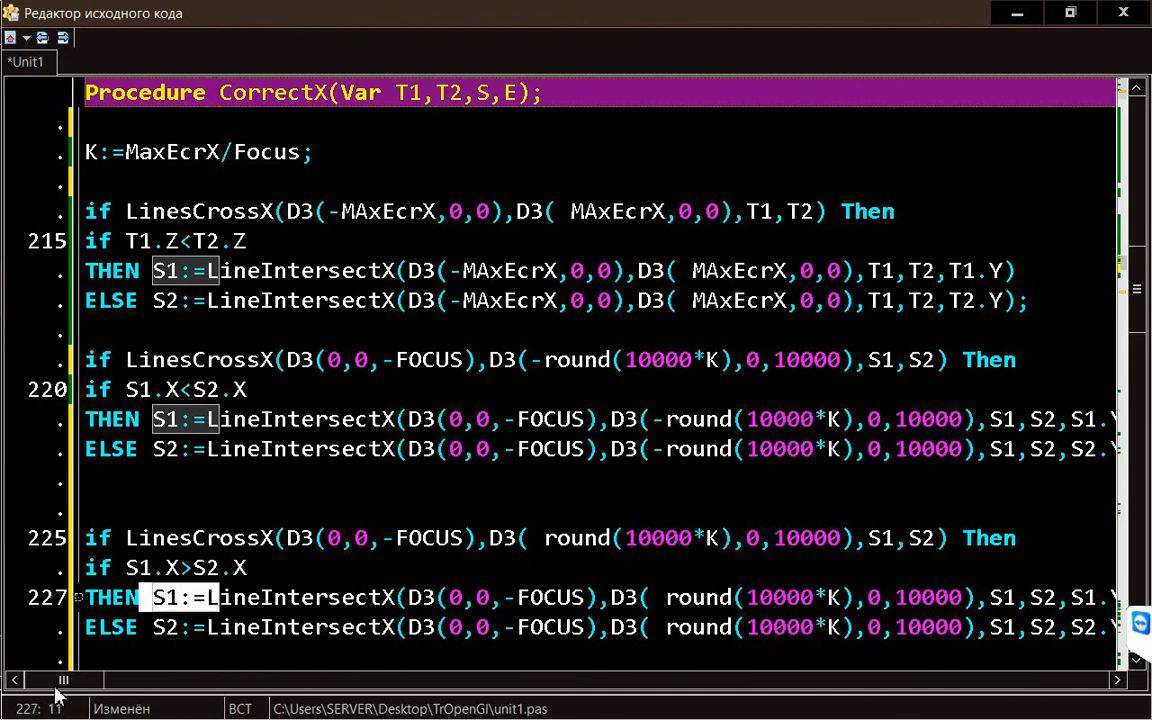 Редактор исходного кода
*Unit1
Procedure CorrectX(Var T1,T2,S,E);
K:=MaxEcrX/Focus;
if LinesCrossX(D3(-MAxEcrX,0,0),D3( MAxEcrX,0,0),T1,T2) Then
215 if T1.Z<T2.Z
THEN S1:=LineIntersectX(D3(-MAxEcrX,0,0),D3( MAxEcrX,0,0),T1,T2,T1.Y)
ELSE S2:=LineIntersectX(D3(-MAxEcrX,0,0),D3( MAxEcrX,0,0),T1,T2,T2.Y);
if LinesCrossX(D3(0,0,-FOCUS),D3(-round(10000*K),0,10000),S1,S2) Then
220 if S1.X<S2.X
THEN S1:=LineIntersectX(D3(0,0,-FOCUS),D3(-round(10000*K),0,10000),S1,S2,S1.Y
ELSE S2:=LineIntersectX(D3(0,0,-FOCUS),D3(-round(10000*K),0,10000),S1,S2,S2.Y
225 if LinesCrossX(D3(0,0,-FOCUS),D3( round(10000*K),0,10000),S1,S2) Then
if S1.X>S2.X
227 THEN S1:=LineIntersectX(D3(0,0,-FOCUS),D3( round(10000*K),0,10000),S1,S2,S1.Y
ELSE S2:=LineIntersectX(D3(0,0,-FOCUS),D3( round(10000*K),0,10000),S1,S2,S2.Y
227: 11 Изменён ВСТ C:\Users\SERVER\Desktop\TrOpenGl\unit1.pas